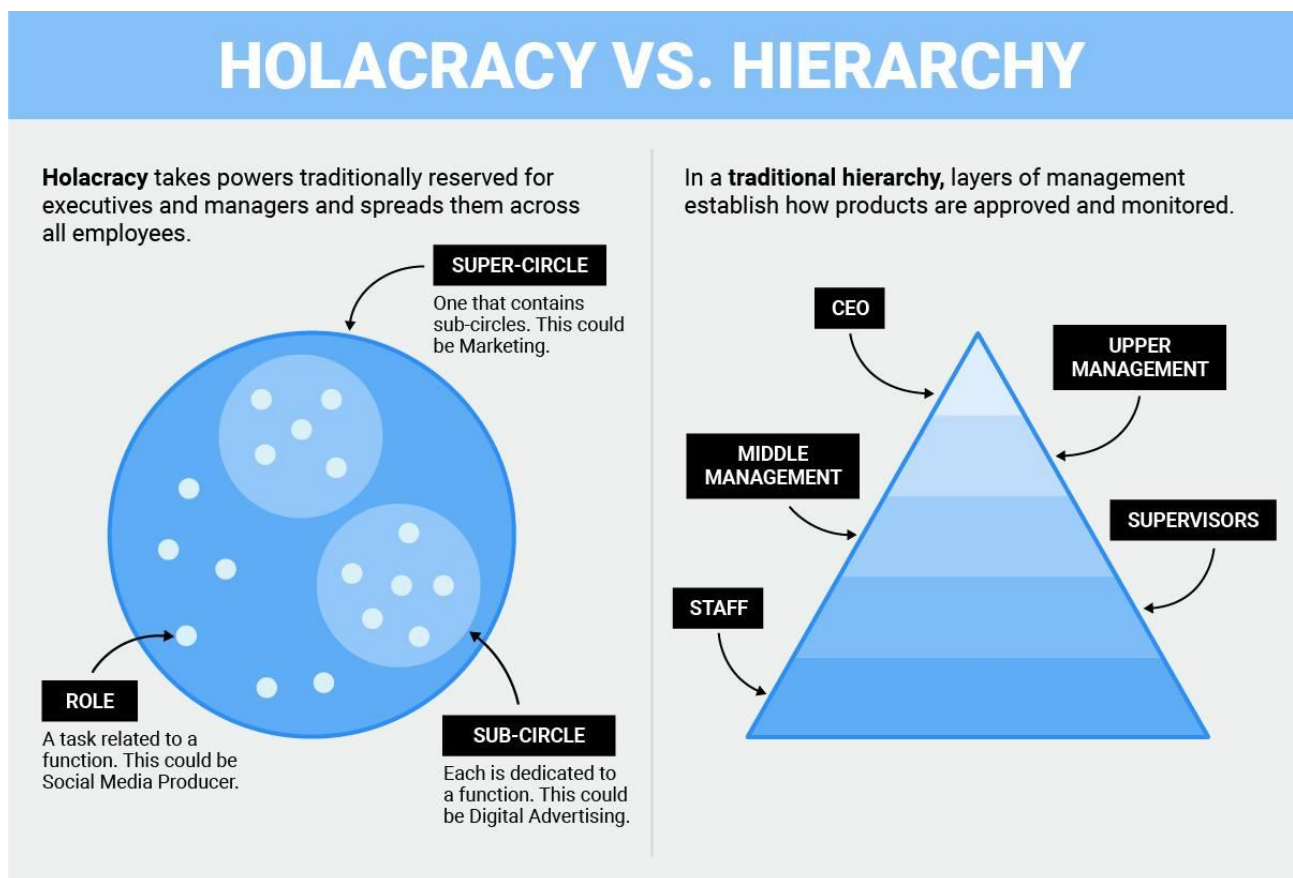 HOLACRACY VS. HIERARCHY
Holacracy takes powers traditionally reserved for
executives and managers and spreads them across
all employees.
SUPER-CIRCLE
One that contains
sub-circles. This could
be Marketing.
ROLE
A task related to a
function. This could be
Social Media Producer.
SUB-CIRCLE
Each is dedicated to
a function. This could
be Digital Advertising.
In a traditional hierarchy, layers of management
establish how products are approved and monitored.
CEO
UPPER
MANAGEMENT
MIDDLE
MANAGEMENT
SUPERVISORS
STAFF